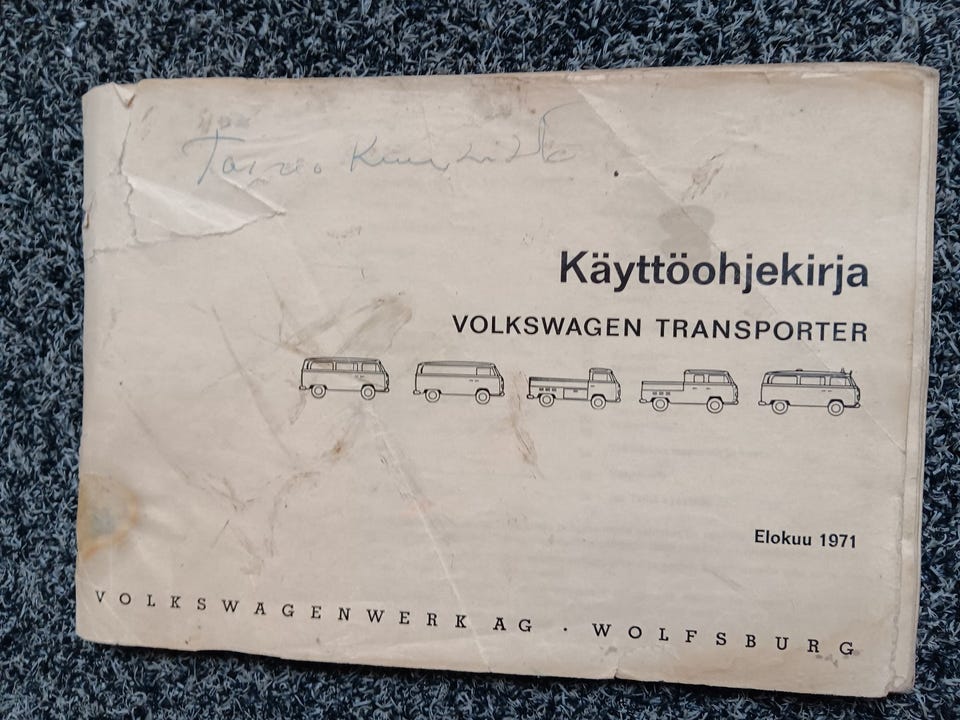 Käyttöohjekirja
VOLKSWAGEN TRANSPORTER
Elokuu 1971
VOLKSWAGENWERK AG · WOLFSBURG